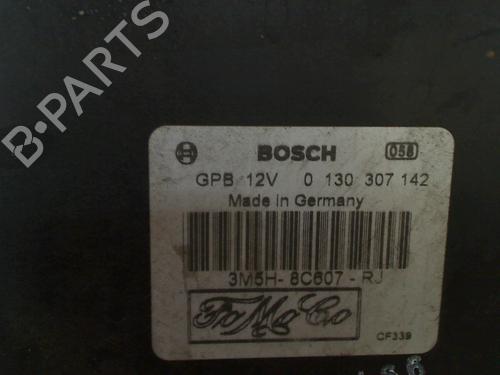 B-PARTS
BOSCH 058
GPB 12V 0 130 307 142
Made in Germany
3M5H-8C607-RJ
FoMoCo
CF339